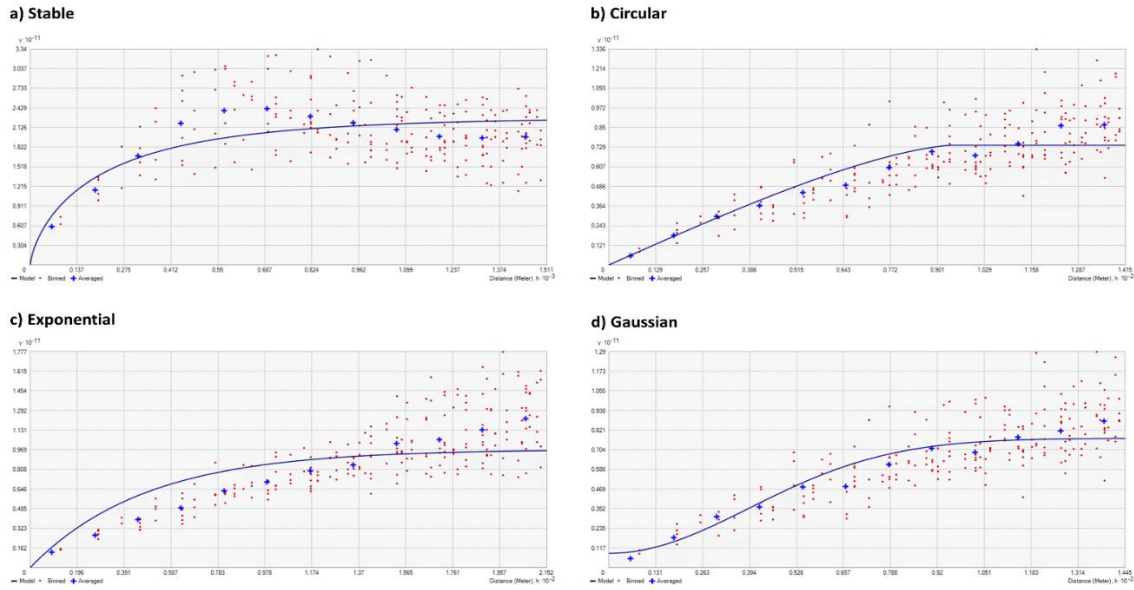 a) Stable
γ ·10⁻¹¹
3.34
3.037
2.733
2.429
2.126
1.822
1.518
1.215
0.911
0.607
0.304
0 0.137 0.275 0.412 0.55 0.687 0.824 0.962 1.099 1.237 1.374 1.511
Model Binned Averaged Distance (Meter), h ·10⁻³
b) Circular
γ ·10⁻¹¹
1.336
1.214
1.093
0.972
0.85
0.729
0.607
0.486
0.364
0.243
0.121
0 0.129 0.257 0.386 0.515 0.643 0.772 0.901 1.029 1.158 1.287 1.415
Model Binned Averaged Distance (Meter), h ·10⁻²
c) Exponential
γ ·10⁻¹¹
1.777
1.615
1.454
1.292
1.131
0.969
0.808
0.646
0.485
0.323
0.162
0 0.196 0.391 0.587 0.783 0.978 1.174 1.37 1.565 1.761 1.957 2.152
Model Binned Averaged Distance (Meter), h ·10⁻²
d) Gaussian
γ ·10⁻¹¹
1.29
1.173
1.055
0.938
0.821
0.704
0.586
0.469
0.352
0.235
0.117
0 0.131 0.263 0.394 0.526 0.657 0.788 0.92 1.051 1.183 1.314 1.445
Model Binned Averaged Distance (Meter), h ·10⁻²